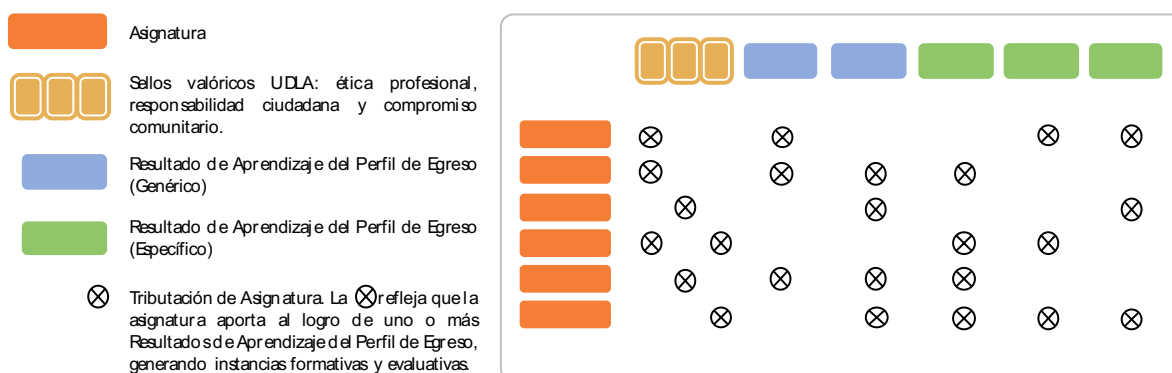 Asignatura
Sellos valóricos UDLA: ética profesional,
responsabilidad ciudadana y compromiso
comunitario.
Resultado de Aprendizaje del Perfil de Egreso
(Genérico)
Resultado de Aprendizaje del Perfil de Egreso
(Específico)
Tributación de Asignatura. La ⊗ refleja que la
asignatura aporta al logro de uno o más
Resultados de Aprendizaje del Perfil de Egreso,
generando instancias formativas y evaluativas.